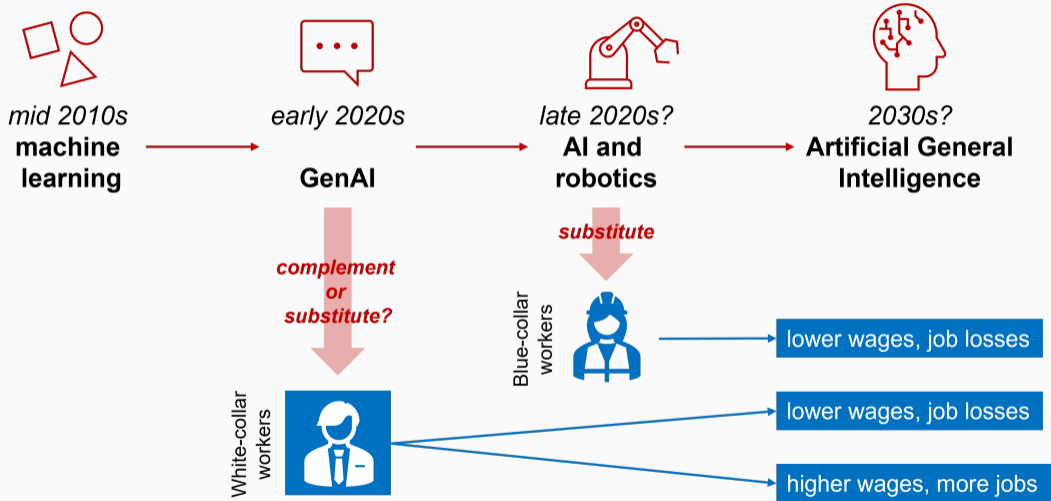 mid 2010s
machine
learning
early 2020s
GenAI
late 2020s?
AI and
robotics
2030s?
Artificial General
Intelligence
complement
or
substitute?
substitute
Blue-collar
workers
lower wages, job losses
White-collar
workers
lower wages, job losses
higher wages, more jobs